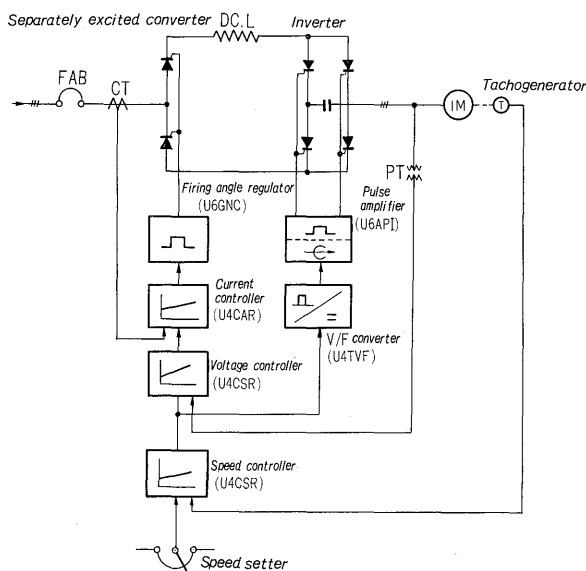 Separately excited converter
DC.L
Inverter
FAB
CT
IM
T
Tachogenerator
PT
Firing angle regulator
(U6GNC)
Pulse
amplifier
(U6API)
Current
controller
(U4CAR)
V/F converter
(U4TVF)
Voltage controller
(U4CSR)
Speed controller
(U4CSR)
Speed setter